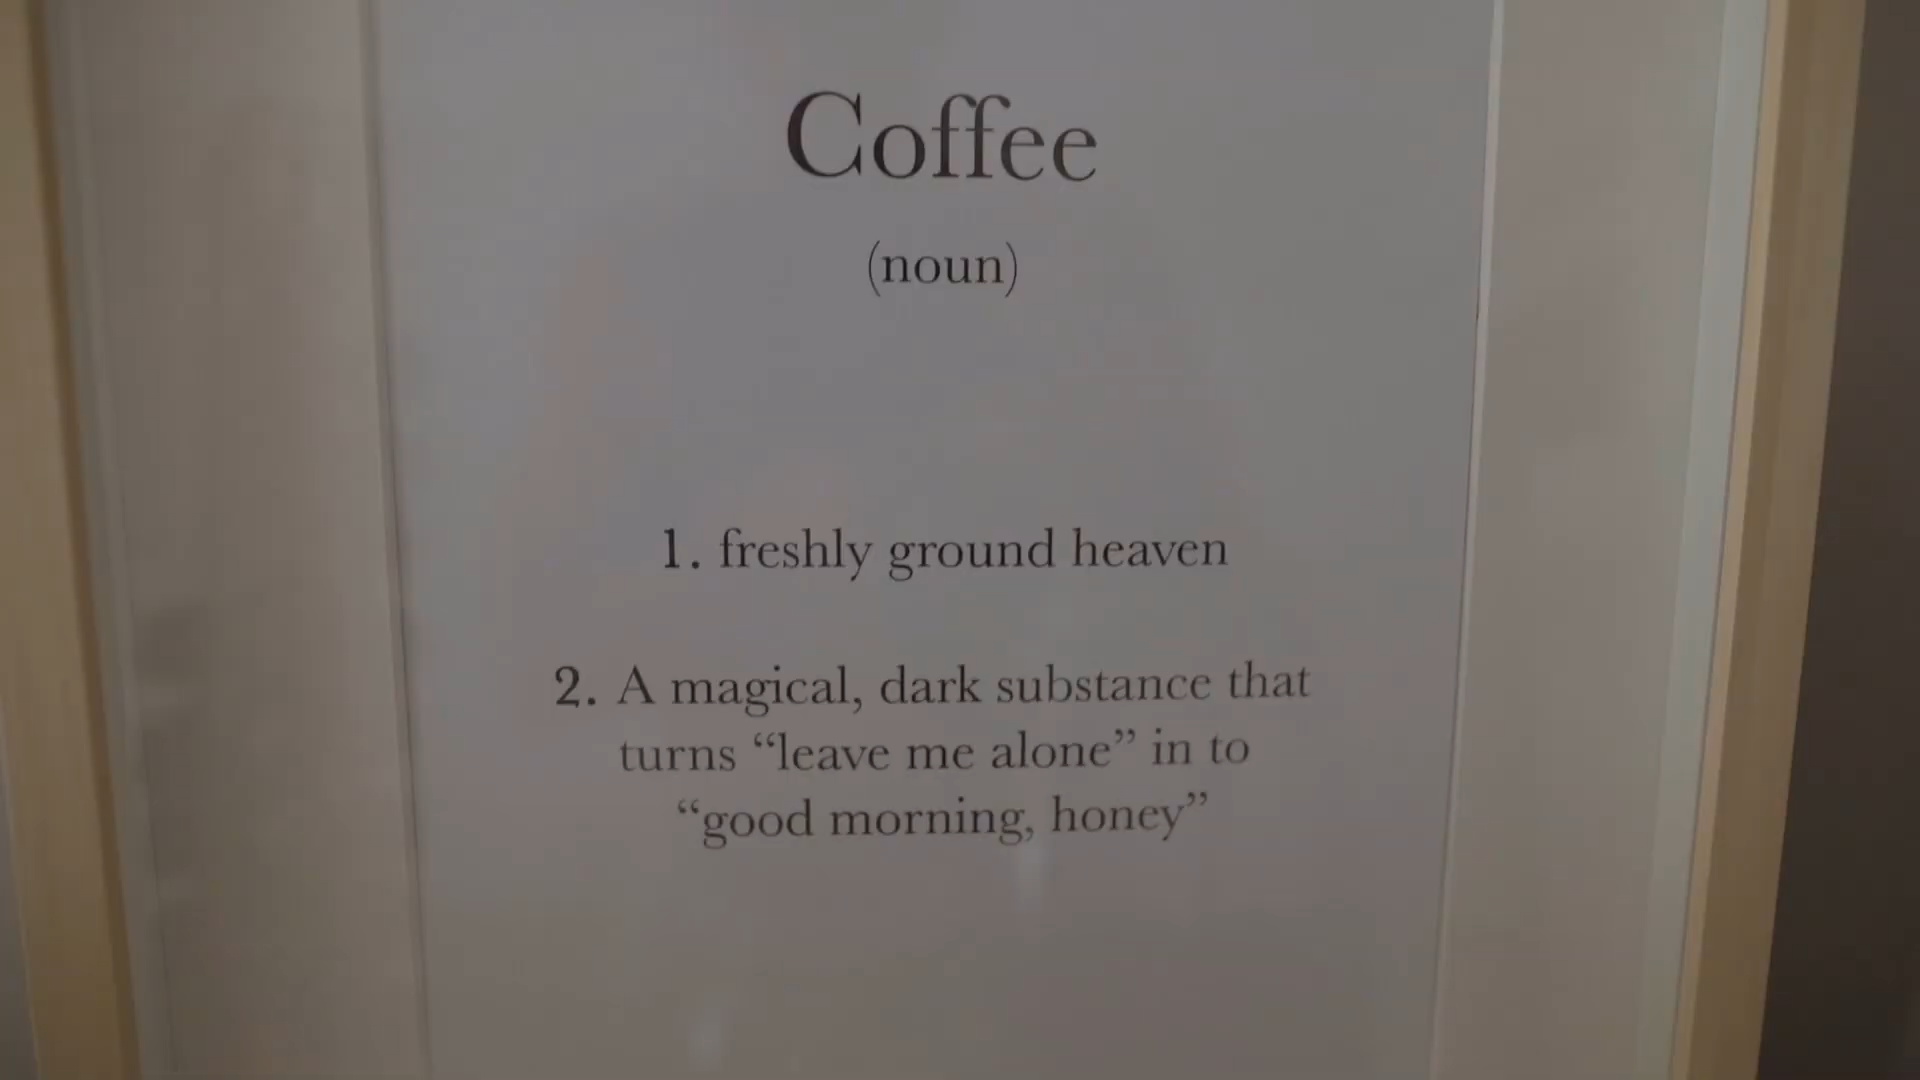 Coffee
(noun)
1. freshly ground heaven
2. A magical, dark substance that
turns “leave me alone” in to
“good morning, honey”